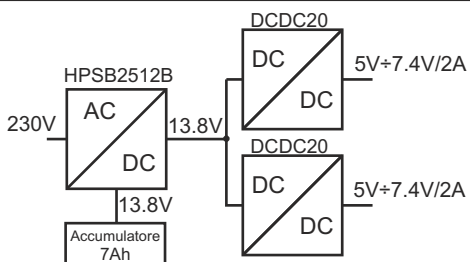 DCDC20
HPSB2512B
DC
5V÷7.4V/2A
DC
AC
230V
13.8V
DC
DCDC20
DC
5V÷7.4V/2A
DC
13.8V
Accumulatore
7Ah